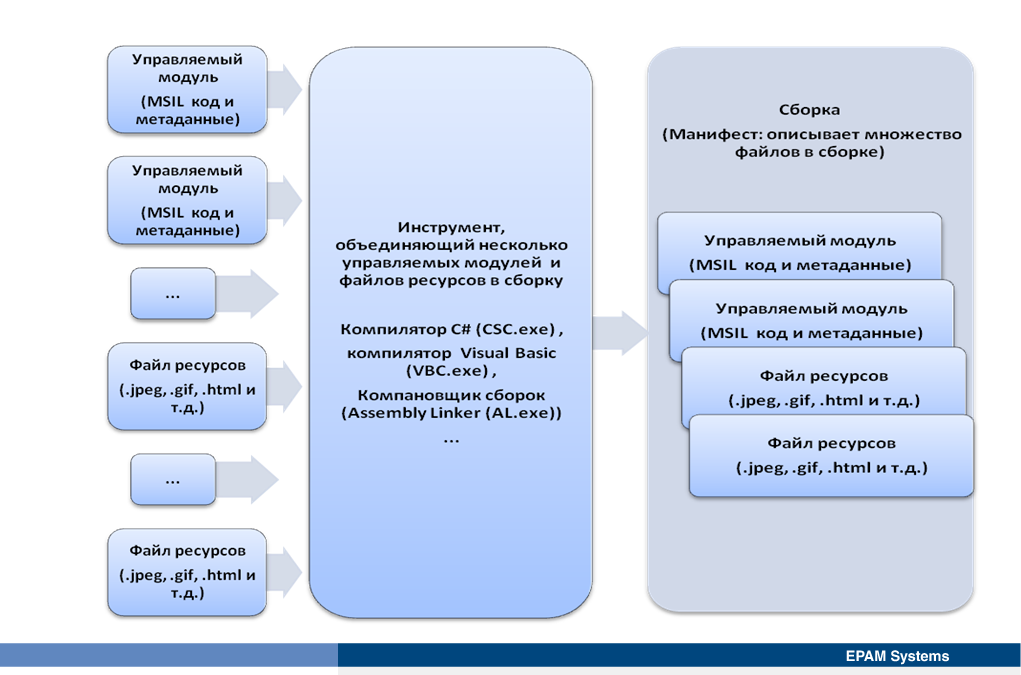 Управляемый
модуль
(MSIL код и
метаданные)
Управляемый
модуль
(MSIL код и
метаданные)
...
Файл ресурсов
(.jpeg, .gif, .html и
т.д.)
...
Файл ресурсов
(.jpeg, .gif, .html и
т.д.)
Инструмент,
объединяющий несколько
управляемых модулей и
файлов ресурсов в сборку
Компилятор C# (CSC.exe) ,
компилятор Visual Basic
(VBC.exe) ,
Компановщик сборок
(Assembly Linker (AL.exe))
...
Сборка
(Манифест: описывает множество
файлов в сборке)
Управляемый модуль
(MSIL код и метаданные)
Управляемый модуль
(MSIL код и метаданные)
Файл ресурсов
(.jpeg, .gif, .html и т.д.)
Файл ресурсов
(.jpeg, .gif, .html и т.д.)
EPAM Systems